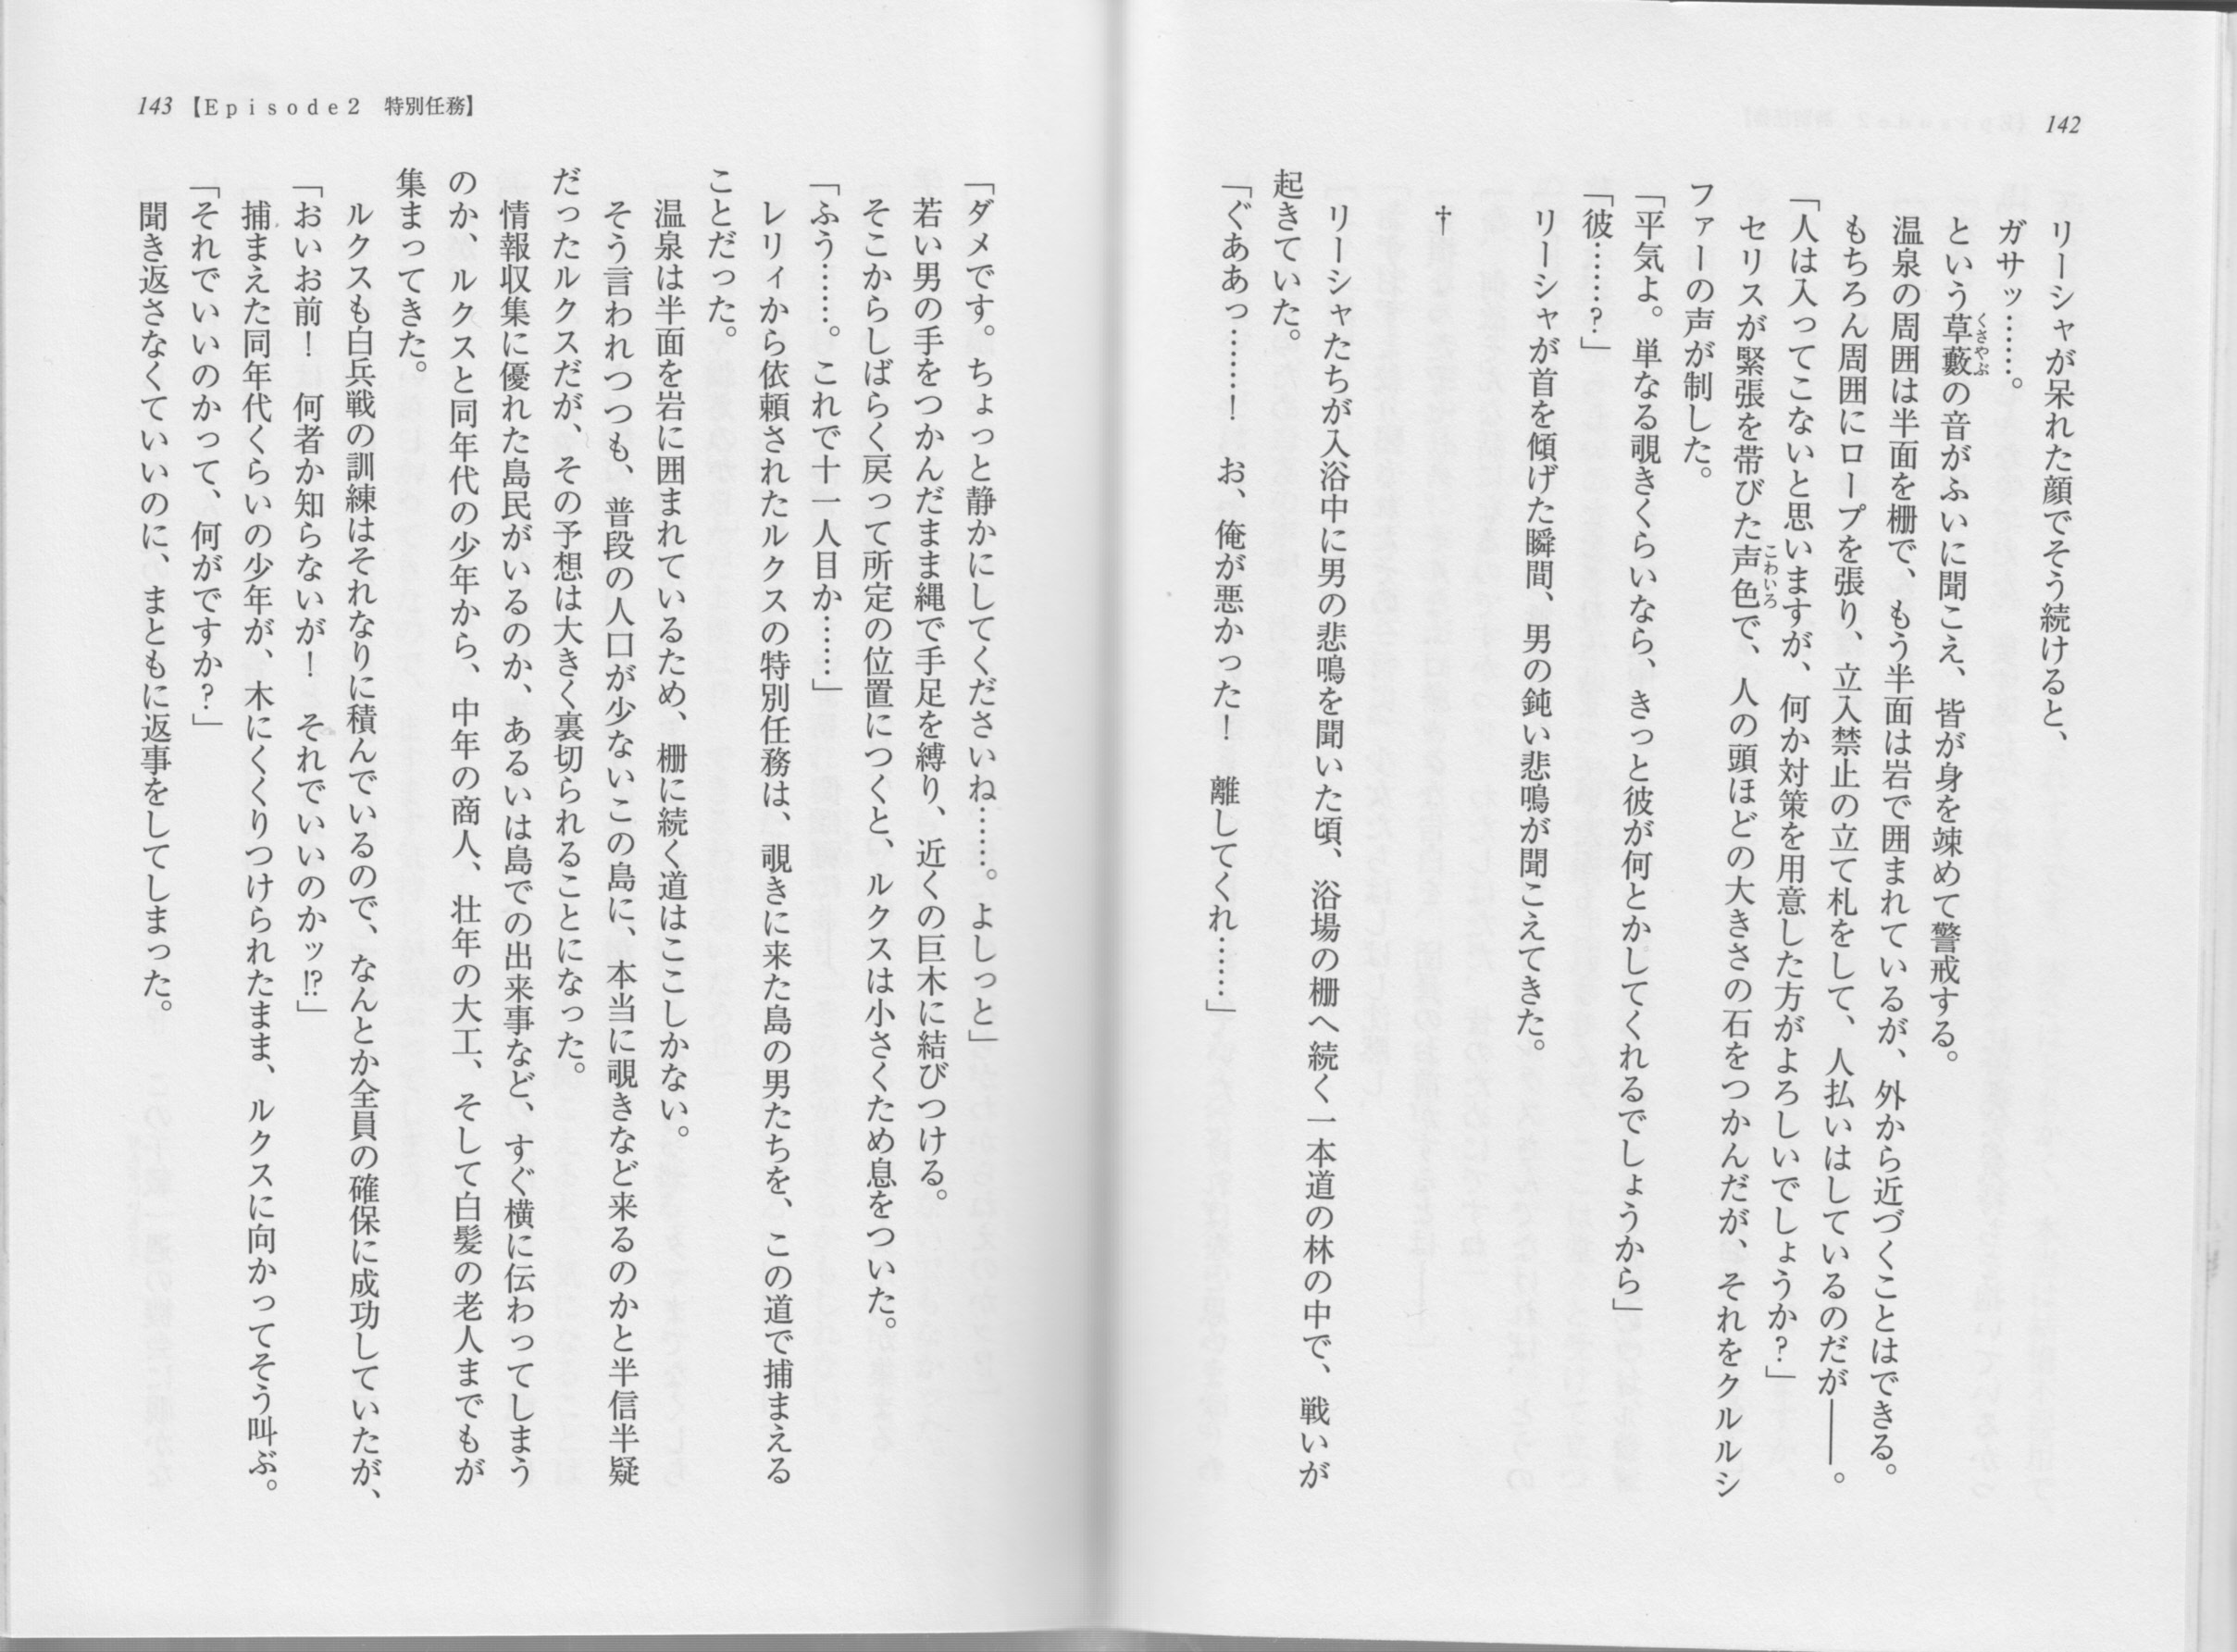 142
　リーシャが呆れた顔でそう続けると、
　ガサッ……。
　という草藪の音がふいに聞こえ、皆が身を竦めて警戒する。
くさやぶ
　温泉の周囲は半面を柵で、もう半面は岩で囲まれているが、外から近づくことはできる。
　もちろん周囲にロープを張り、立入禁止の立て札をして、人払いはしているのだが――。
「人は入ってこないと思いますが、何か対策を用意した方がよろしいでしょうか？」
　セリスが緊張を帯びた声色で、人の頭ほどの大きさの石をつかんだが、それをクルルシ
こわいろ
ファーの声が制した。
「平気よ。単なる覗きくらいなら、きっと彼が何とかしてくれるでしょうから」
「彼……？」
　リーシャが首を傾げた瞬間、男の鈍い悲鳴が聞こえてきた。
†
　リーシャたちが入浴中に男の悲鳴を聞いた頃、浴場の柵へ続く一本道の林の中で、戦いが
起きていた。
「ぐああっ……！　お、俺が悪かった！　離してくれ……」
143【Ｅｐｉｓｏｄｅ２　特別任務】
「ダメです。ちょっと静かにしてくださいね……。よしっと」
　若い男の手をつかんだまま縄で手足を縛り、近くの巨木に結びつける。
　そこからしばらく戻って所定の位置につくと、ルクスは小さくため息をついた。
「ふう……。これで十一人目か……」
　レリィから依頼されたルクスの特別任務は、覗きに来た島の男たちを、この道で捕まえる
ことだった。
　温泉は半面を岩に囲まれているため、柵に続く道はここしかない。
　そう言われつつも、普段の人口が少ないこの島に、本当に覗きなど来るのかと半信半疑
だったルクスだが、その予想は大きく裏切られることになった。
　情報収集に優れた島民がいるのか、あるいは島での出来事など、すぐ横に伝わってしまう
のか、ルクスと同年代の少年から、中年の商人、壮年の大工、そして白髪の老人までもが
集まってきた。
　ルクスも白兵戦の訓練はそれなりに積んでいるので、なんとか全員の確保に成功していたが、
「おいお前！　何者か知らないが！　それでいいのかッ!?」
　捕まえた同年代くらいの少年が、木にくくりつけられたまま、ルクスに向かってそう叫ぶ。
「それでいいのかって、何がですか？」
　聞き返さなくていいのに、まともに返事をしてしまった。